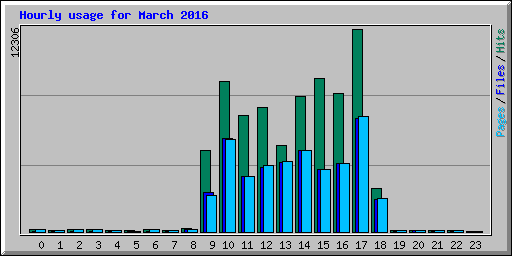 Hourly usage for March 2016
12306
Pages/Files/Hits
0 1 2 3 4 5 6 7 8 9 10 11 12 13 14 15 16 17 18 19 20 21 22 23